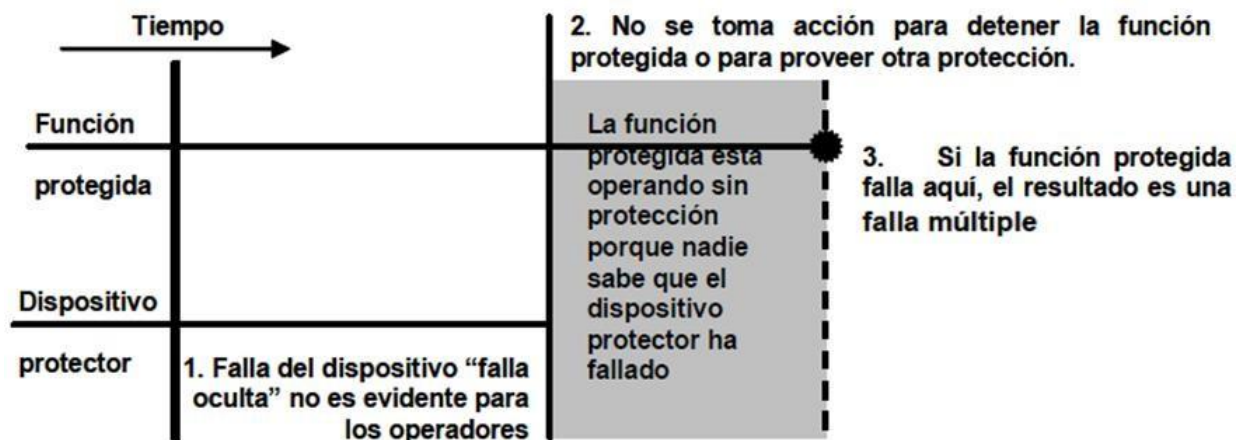 Tiempo
2. No se toma acción para detener la función
protegida o para proveer otra protección.
Función
protegida
La función
protegida está
operando sin
protección
porque nadie
sabe que el
dispositivo
protector ha
fallado
3. Si la función protegida
falla aquí, el resultado es una
falla múltiple
Dispositivo
protector
1. Falla del dispositivo “falla
oculta” no es evidente para
los operadores